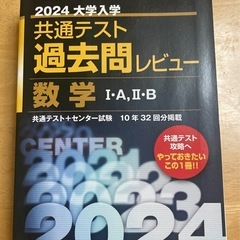 2024 大学入学
共通テスト
過去問レビュー
数学 Ⅰ・A,Ⅱ・B
共通テスト+センター試験 10年32回分掲載
共通テスト
攻略へ
やっておきたい
この1冊!!
CENTER
2024